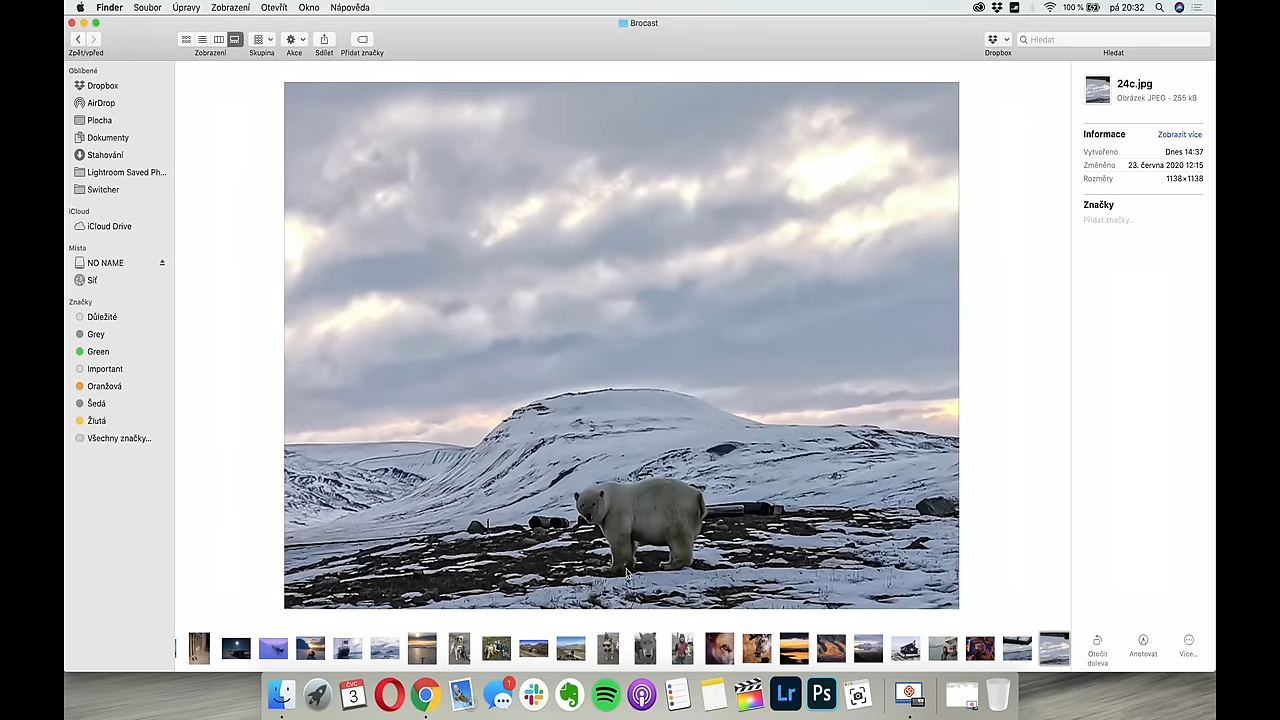 Finder Soubor Úpravy Zobrazení Otevřít Okno Nápověda 100 % pá 20:32
Brocast
Hledat
Zpět/vpřed Zobrazení Skupina Akce Sdílet Přidat značky Dropbox Hledat
Oblíbené
Dropbox
AirDrop
Plocha
Dokumenty
Stahování
Lightroom Saved Ph...
Switcher
iCloud
iCloud Drive
Místa
NO NAME
Síť
Značky
Důležité
Grey
Green
Important
Oranžová
Šedá
Žlutá
Všechny značky...
24c.jpg
Obrázek JPEG - 255 kB
Informace Zobrazit více
Vytvořeno Dnes 14:37
Změněno 23. června 2020 12:15
Rozměry 1138×1138
Značky
Přidat značky...
Otočit doleva
Anotovat
Více...
ČVC
3
1
Lr
Ps